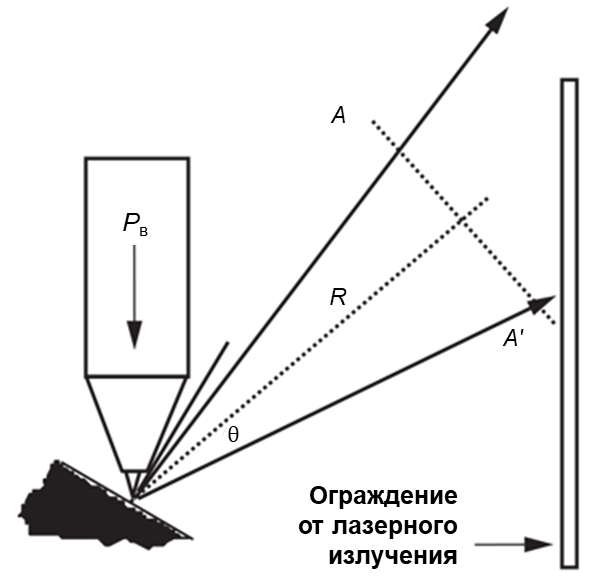 A
Pв
R
A'
θ
Ограждение
от лазерного
излучения